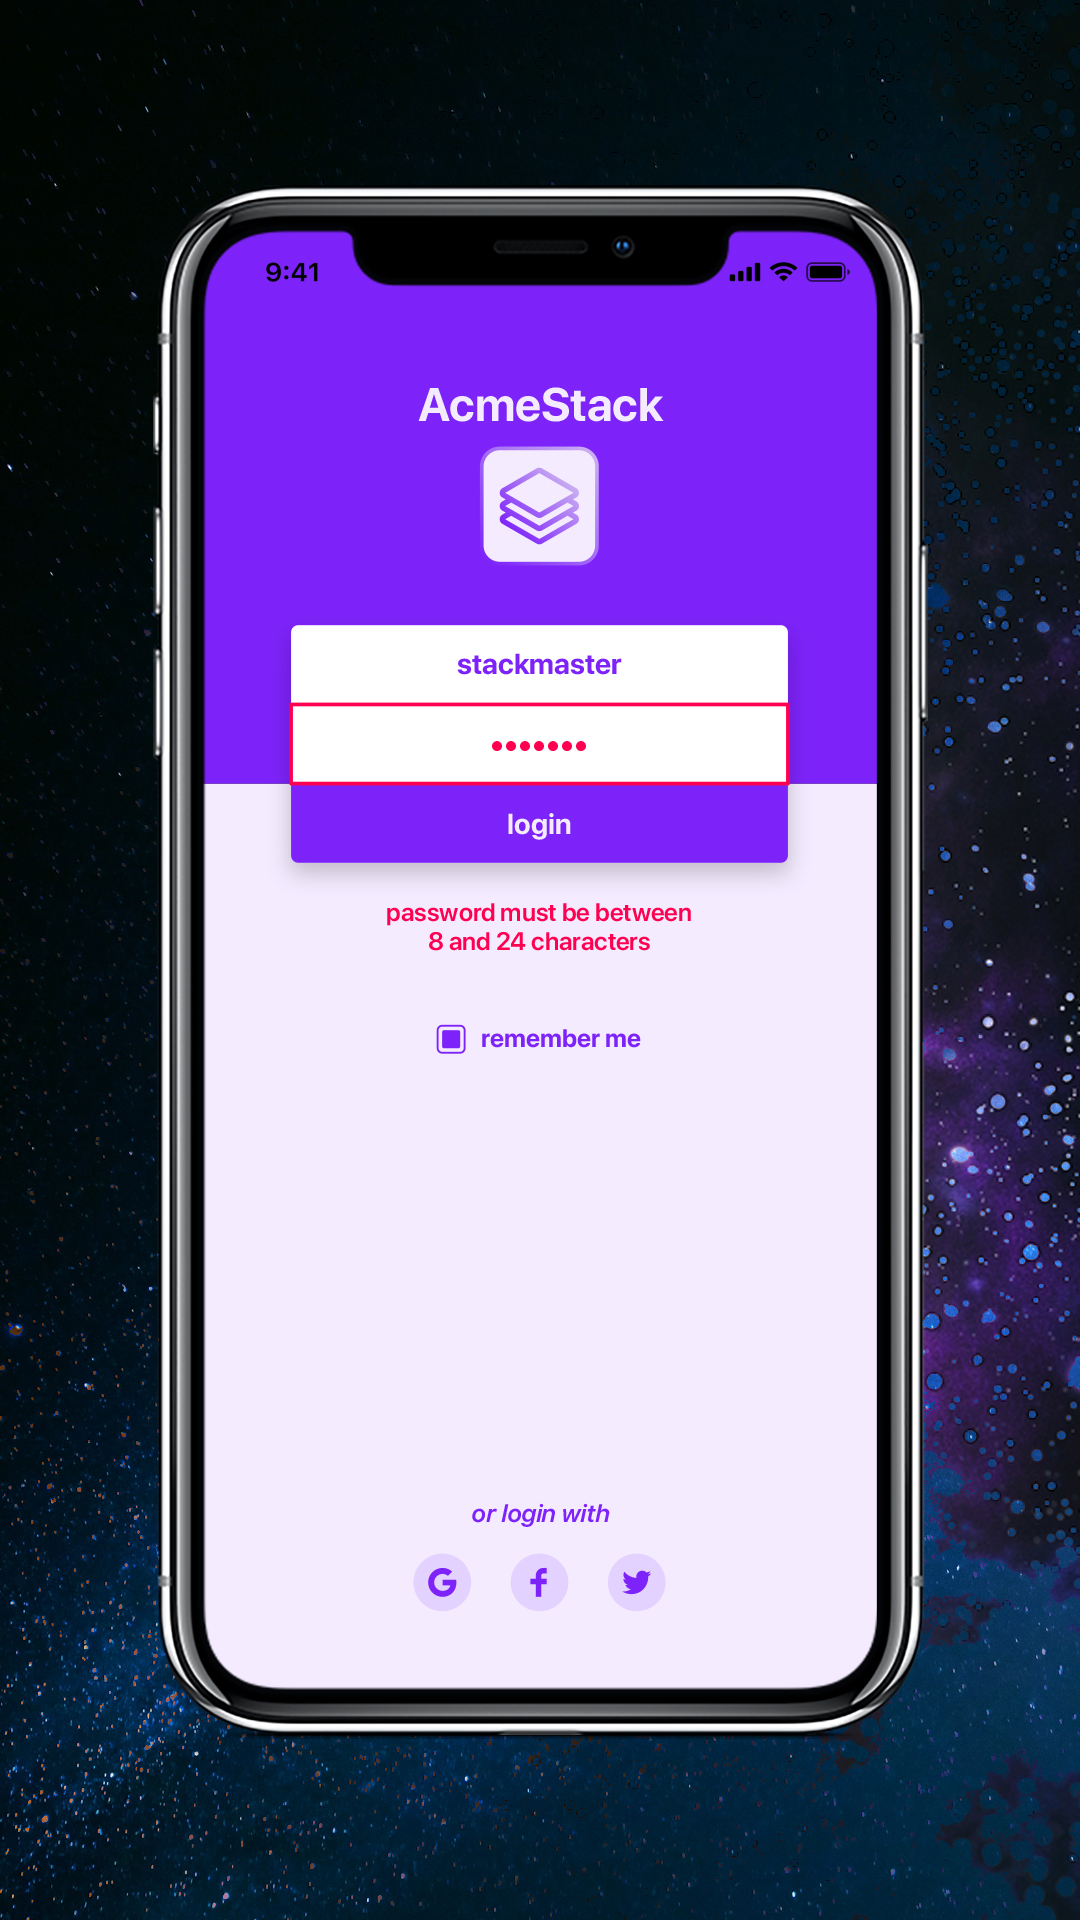 9:41
AcmeStack
stackmaster
•••••••
login
password must be between
8 and 24 characters
remember me
or login with